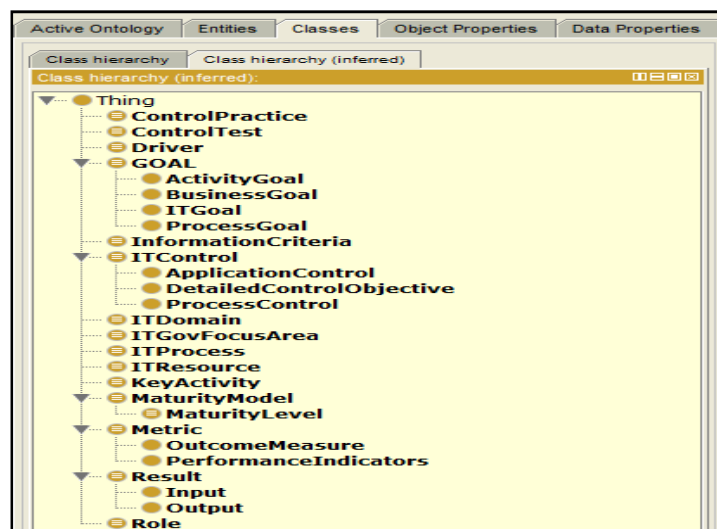 Active Ontology Entities Classes Object Properties Data Properties
Class hierarchy Class hierarchy (inferred)
Class hierarchy (inferred):
Thing
ControlPractice
ControlTest
Driver
GOAL
ActivityGoal
BusinessGoal
ITGoal
ProcessGoal
InformationCriteria
ITControl
ApplicationControl
DetailedControlObjective
ProcessControl
ITDomain
ITGovFocusArea
ITProcess
ITResource
KeyActivity
MaturityModel
MaturityLevel
Metric
OutcomeMeasure
PerformanceIndicators
Result
Input
Output
Role